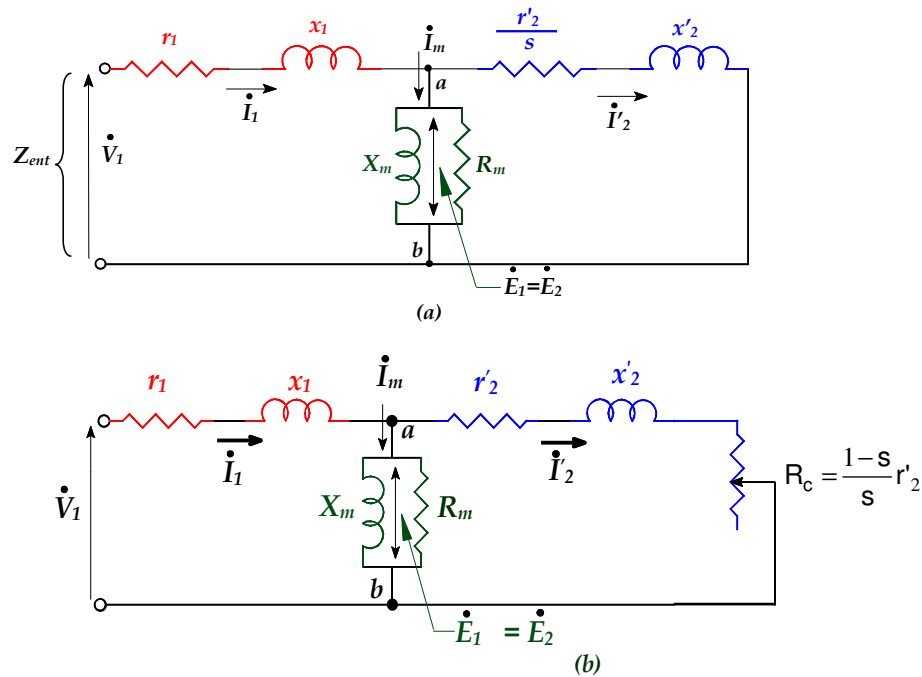 r₁ x₁ İm r'₂/s x'₂
a
İ₁ İ'₂
Zent V̇₁ Xm Rm
b
Ė₁=Ė₂
(a)
r₁ x₁ İm r'₂ x'₂
a
İ₁ İ'₂
V̇₁ Xm Rm Rc = (1−s)/s r'₂
b
Ė₁ = Ė₂
(b)